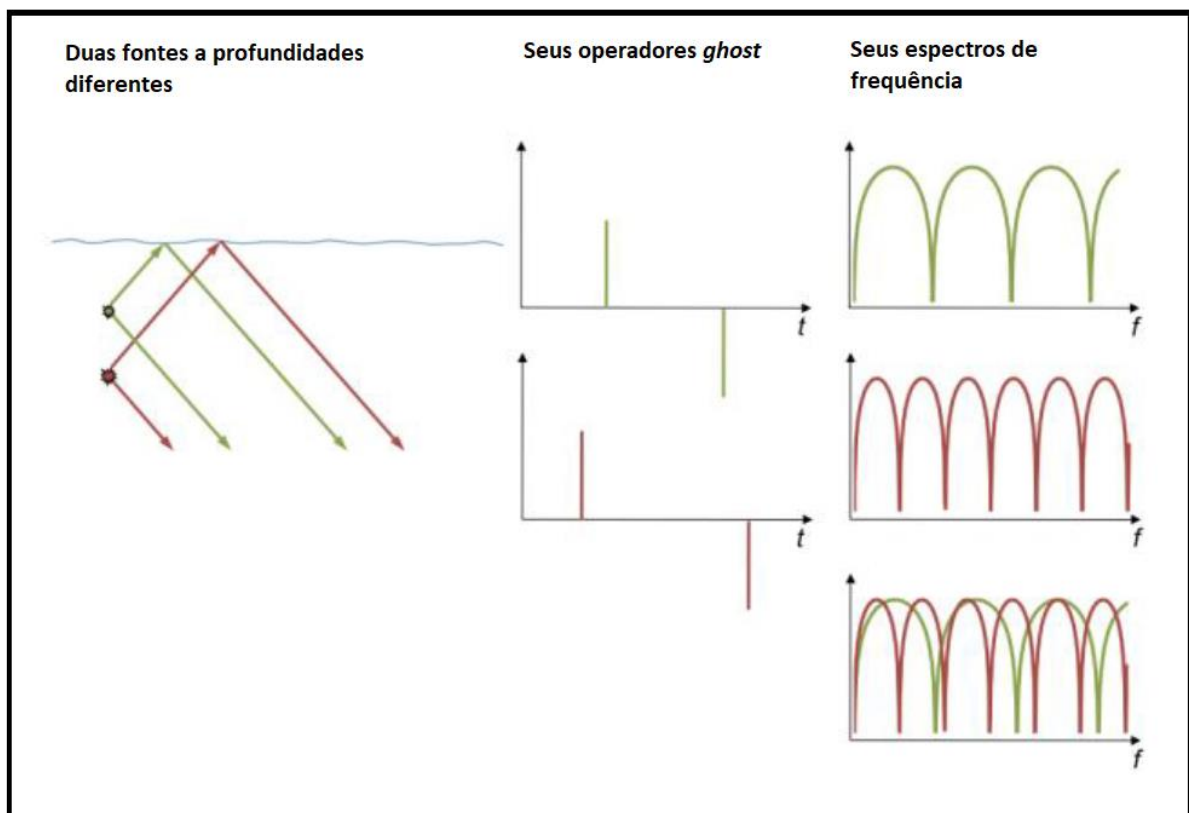 Duas fontes a profundidades
diferentes
Seus operadores ghost
Seus espectros de
frequência
t
f
t
f
f